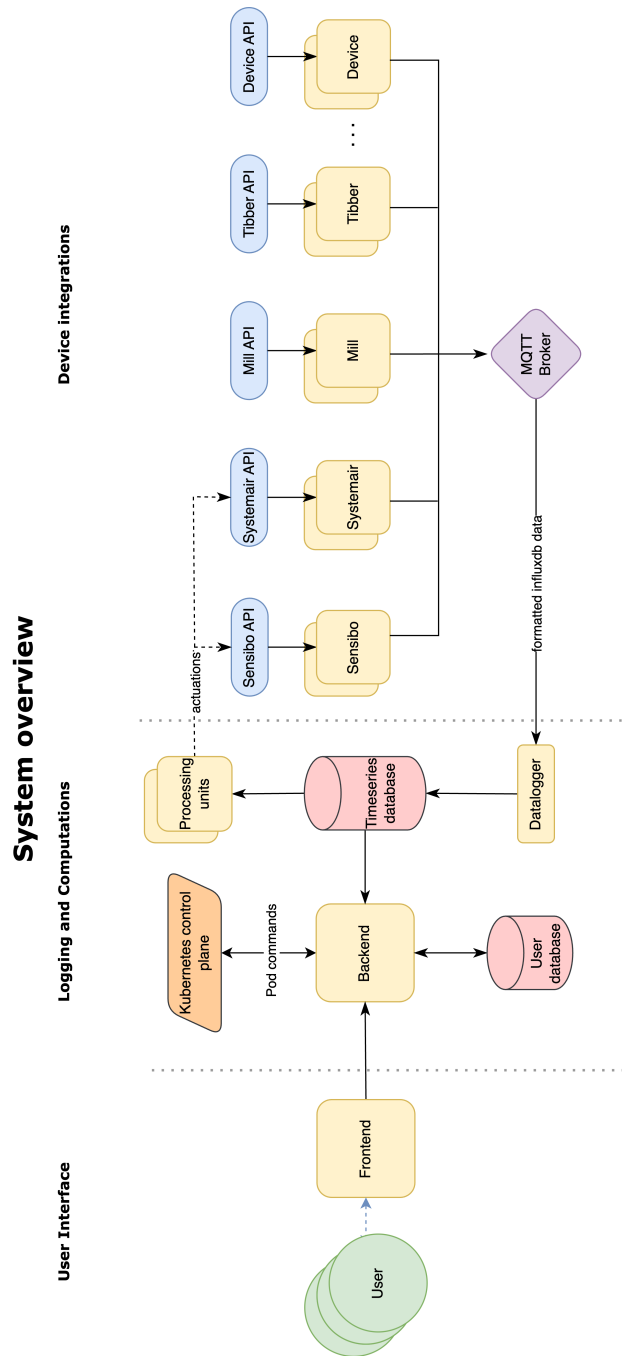 System overview
User Interface
Logging and Computations
Device integrations
User
Frontend
Kubernetes control
plane
Pod commands
Backend
User
database
Processing
units
Timeseries
database
Datalogger
actuations
formatted influxdb data
Sensibo API
Systemair API
Mill API
Tibber API
Device API
Sensibo
Systemair
Mill
Tibber
...
Device
MQTT
Broker